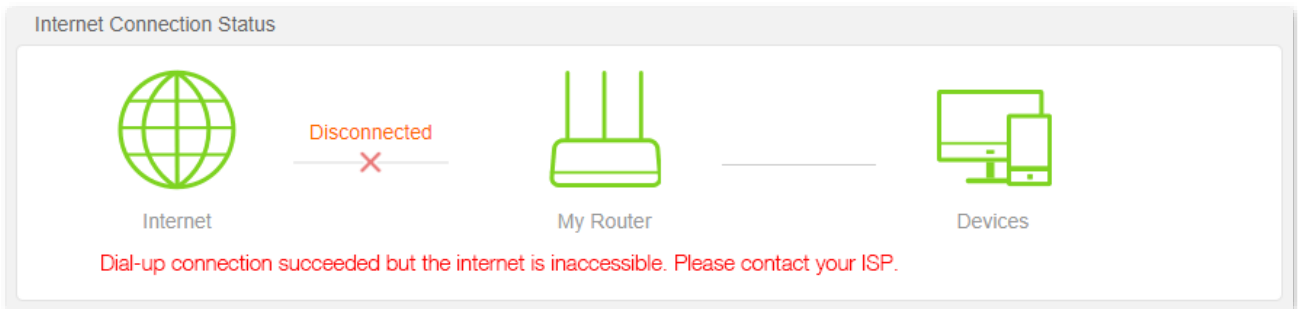 Internet Connection Status
Disconnected
Internet
My Router
Devices
Dial-up connection succeeded but the internet is inaccessible. Please contact your ISP.